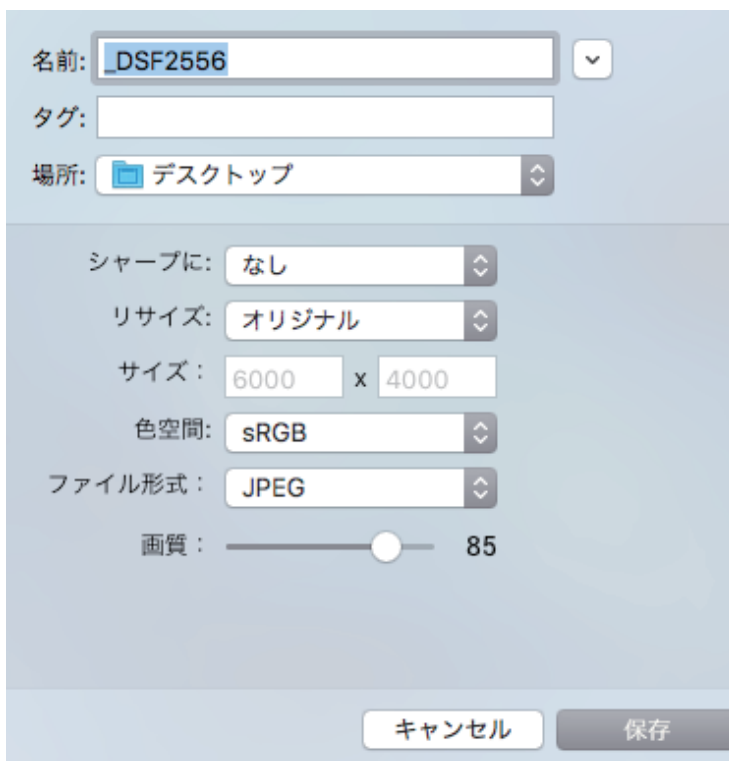 名前: _DSF2556
タグ:
場所: デスクトップ
シャープに: なし
リサイズ: オリジナル
サイズ： 6000 x 4000
色空間: sRGB
ファイル形式： JPEG
画質： 85
キャンセル 保存